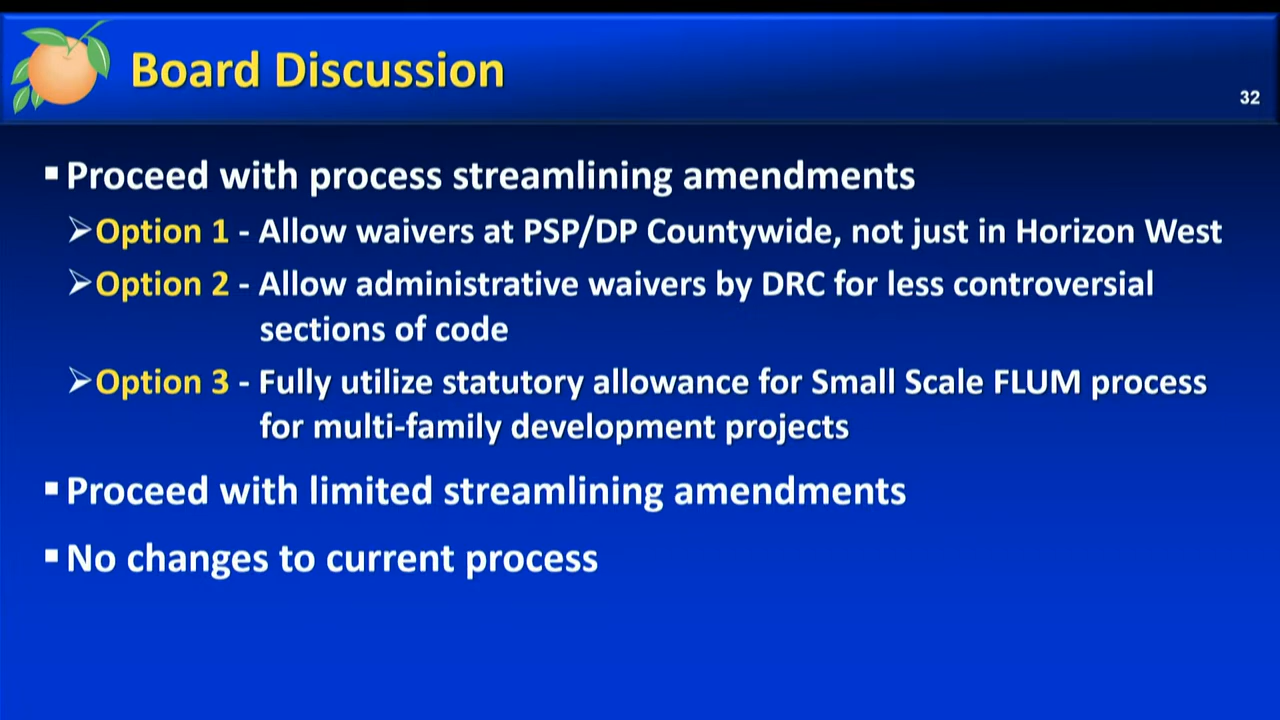 Board Discussion
32
▪ Proceed with process streamlining amendments
➢ Option 1 - Allow waivers at PSP/DP Countywide, not just in Horizon West
➢ Option 2 - Allow administrative waivers by DRC for less controversial
sections of code
➢ Option 3 - Fully utilize statutory allowance for Small Scale FLUM process
for multi-family development projects
▪ Proceed with limited streamlining amendments
▪ No changes to current process